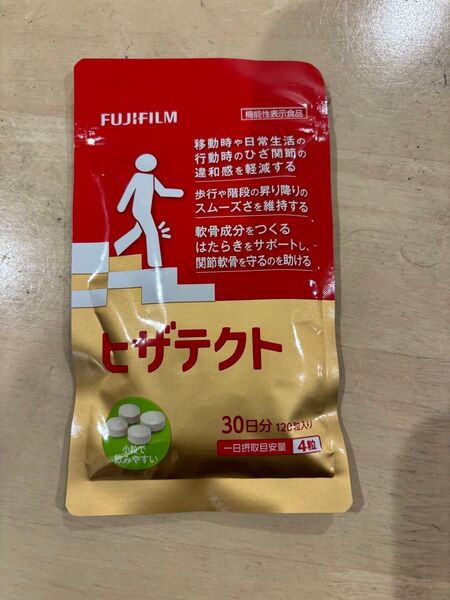 FUJIFILM
機能性表示食品
移動時や日常生活の
行動時のひざ関節の
違和感を軽減する
歩行や階段の昇り降りの
スムーズさを維持する
軟骨成分をつくる
はたらきをサポートし、
関節軟骨を守るのを助ける
ヒザテクト
30日分 120粒入り
一日摂取目安量 4粒
小粒で
飲みやすい